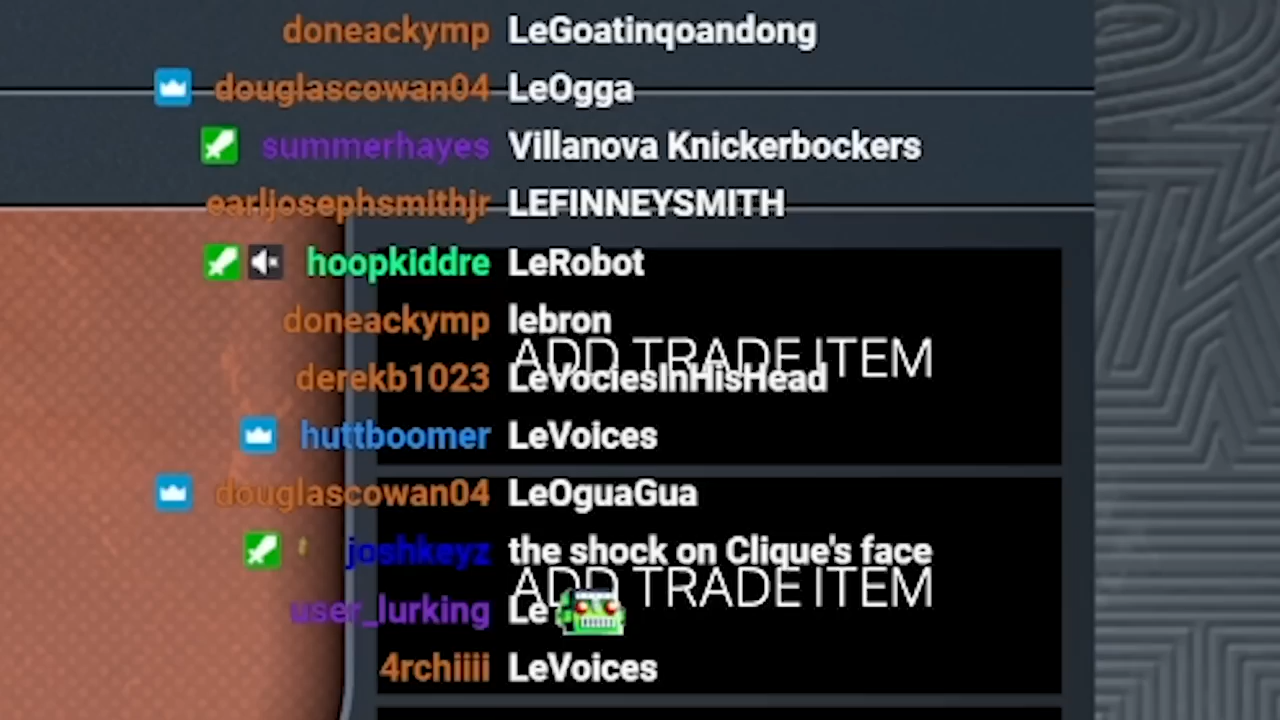 doneackymp LeGoatinqoandong
douglascowan04 LeOgga
summerhayes Villanova Knickerbockers
earljosephsmithjr LEFINNEYSMITH
hoopkiddre LeRobot
doneackymp lebron
ADD TRADE ITEM
derekb1023 LeVociesInHisHead
huttboomer LeVoices
douglascowan04 LeOguaGua
joshkeyz the shock on Clique's face
ADD TRADE ITEM
user_lurking Le
4rchiiii LeVoices